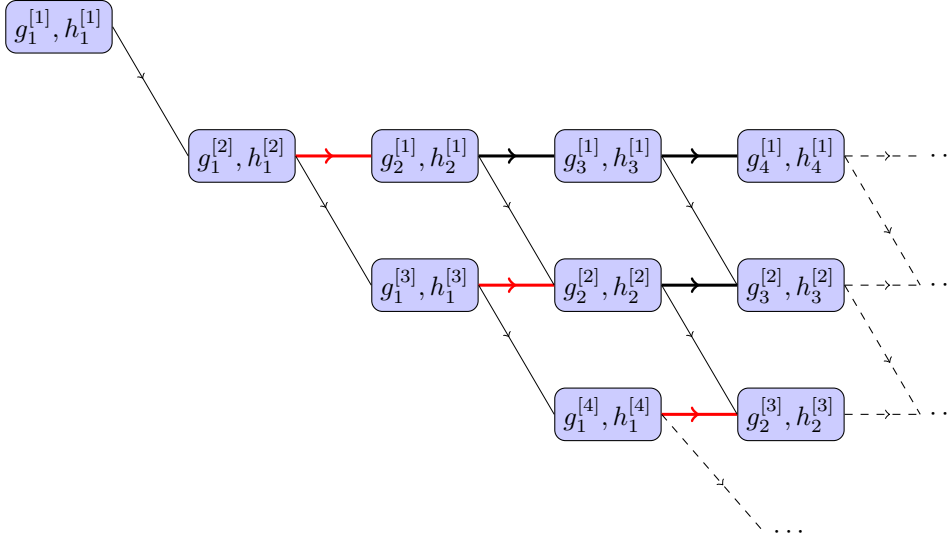 $g_1^{[1]}, h_1^{[1]}$
$g_1^{[2]}, h_1^{[2]}$ $g_2^{[1]}, h_2^{[1]}$ $g_3^{[1]}, h_3^{[1]}$ $g_4^{[1]}, h_4^{[1]}$ ··
$g_1^{[3]}, h_1^{[3]}$ $g_2^{[2]}, h_2^{[2]}$ $g_3^{[2]}, h_3^{[2]}$ ··
$g_1^{[4]}, h_1^{[4]}$ $g_2^{[3]}, h_2^{[3]}$ ··
···